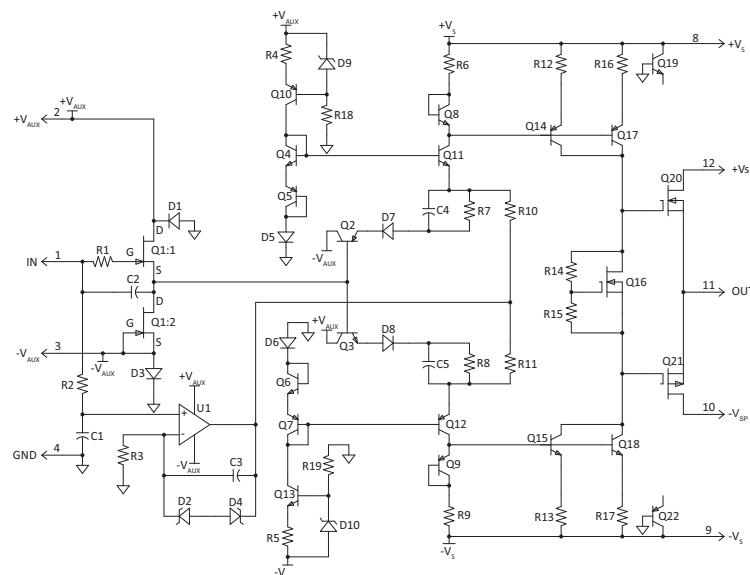 +V_AUX
+V_S
8
+V_S
R4
D9
R6
R12
R16
Q19
Q10
R18
Q8
+V_AUX
2
+V_AUX
Q14
Q17
Q4
Q11
12
+Vs
Q20
Q5
D1
D
C4
R7
R10
IN
1
R1
G
Q1:1
D5
Q2
D7
S
-V_AUX
R14
Q16
11
OUT
C2
D
R15
G
Q1:2
+V_AUX
D8
Q3
-V_AUX
3
S
D6
-V_AUX
D3
C5
R8
R11
Q21
R2
+V_AUX
Q6
10
-V_SP
U1
+
-
Q7
Q12
C1
Q15
Q18
GND
4
R3
-V_AUX
R19
Q9
C3
Q13
D2
D4
R5
D10
R9
R13
R17
Q22
9
-V_S
-V_S
-V